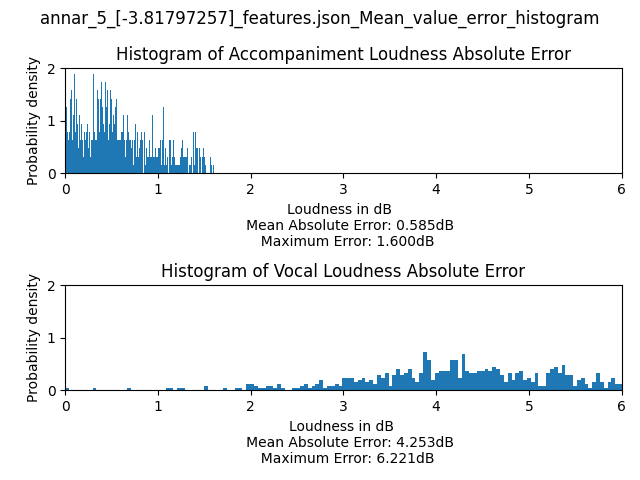 annar_5_[-3.81797257]_features.json_Mean_value_error_histogram
Histogram of Accompaniment Loudness Absolute Error
Probability density
2
1
0
0 1 2 3 4 5 6
Loudness in dB
Mean Absolute Error: 0.585dB
Maximum Error: 1.600dB
Histogram of Vocal Loudness Absolute Error
Probability density
2
1
0
0 1 2 3 4 5 6
Loudness in dB
Mean Absolute Error: 4.253dB
Maximum Error: 6.221dB